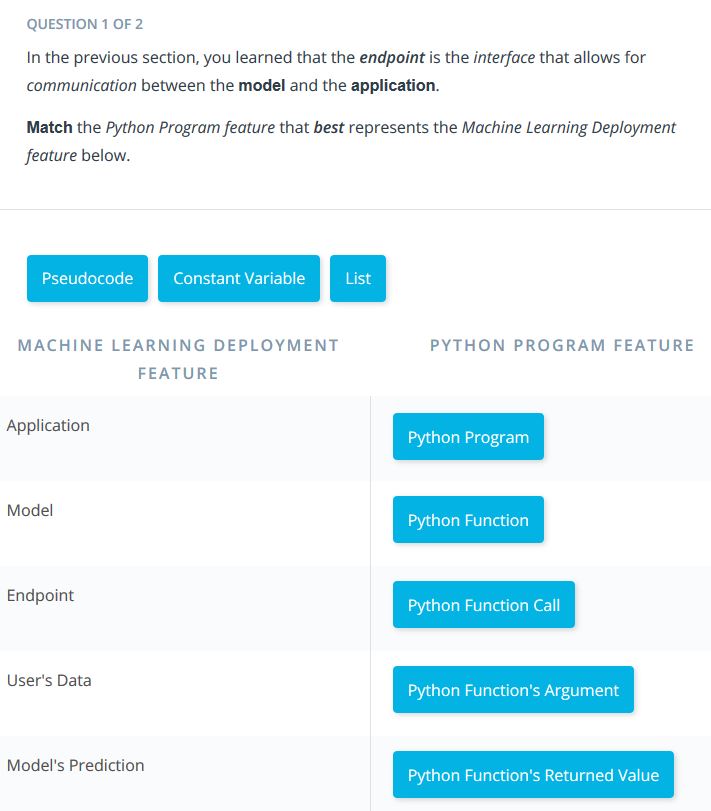 QUESTION 1 OF 2
In the previous section, you learned that the endpoint is the interface that allows for
communication between the model and the application.
Match the Python Program feature that best represents the Machine Learning Deployment
feature below.
Pseudocode
Constant Variable
List
MACHINE LEARNING DEPLOYMENT
FEATURE
PYTHON PROGRAM FEATURE
Application
Python Program
Model
Python Function
Endpoint
Python Function Call
User's Data
Python Function's Argument
Model's Prediction
Python Function's Returned Value